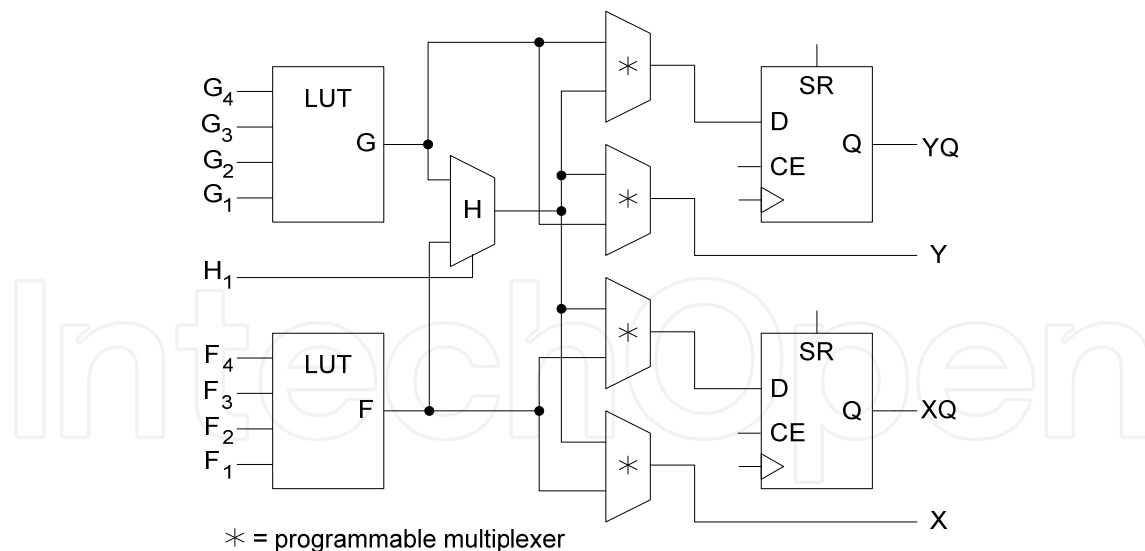 G4
G3
G2
G1
LUT
G
H1
H
F4
F3
F2
F1
LUT
F
*
*
*
*
SR
D
Q
CE
YQ
Y
SR
D
Q
CE
XQ
X
* = programmable multiplexer
IntechOpen